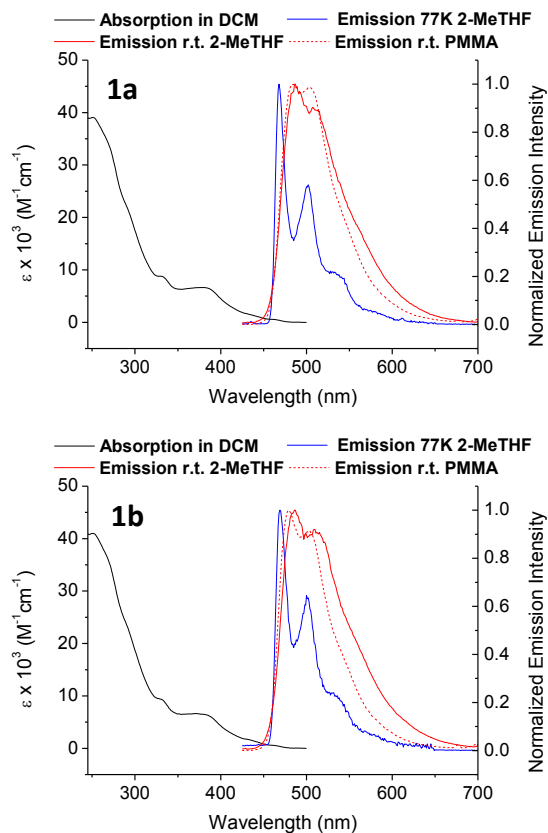 Absorption in DCM Emission 77K 2-MeTHF
Emission r.t. 2-MeTHF Emission r.t. PMMA
1a
ε x 10³ (M⁻¹cm⁻¹)
50
40
30
20
10
0
1.0
0.8
0.6
0.4
0.2
0.0
Normalized Emission Intensity
300 400 500 600 700
Wavelength (nm)
Absorption in DCM Emission 77K 2-MeTHF
Emission r.t. 2-MeTHF Emission r.t. PMMA
1b
ε x 10³ (M⁻¹cm⁻¹)
50
40
30
20
10
0
1.0
0.8
0.6
0.4
0.2
0.0
Normalized Emission Intensity
300 400 500 600 700
Wavelength (nm)